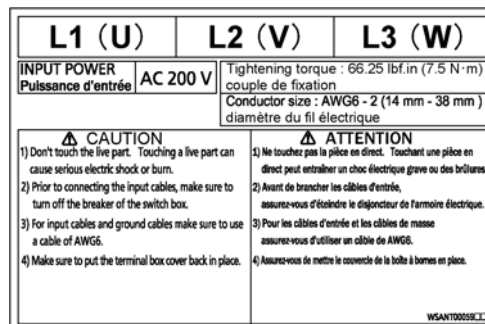 L1 (U) L2 (V) L3 (W)
INPUT POWER
Puissance d'entrée
AC 200 V
Tightening torque : 66.25 lbf.in (7.5 N·m)
couple de fixation
Conductor size : AWG6 - 2 (14 mm - 38 mm )
diamètre du fil électrique
⚠ CAUTION
1) Don't touch the live part. Touching a live part can
cause serious electric shock or burn.
2) Prior to connecting the input cables, make sure to
turn off the breaker of the switch box.
3) For input cables and ground cables make sure to use
a cable of AWG6.
4) Make sure to put the terminal box cover back in place.
⚠ ATTENTION
1) Ne touchez pas la pièce en direct. Touchant une pièce en
direct peut entraîner un choc électrique grave ou des brûlures
2) Avant de brancher les câbles d'entrée,
assurez-vous d'éteindre le disjoncteur de l'armoire électrique.
3) Pour les câbles d'entrée et les câbles de masse
assurez-vous d'utiliser un câble de AWG6.
4) Assurez-vous de mettre le couvercle de la boîte à bornes en place.
WSANT00059□□